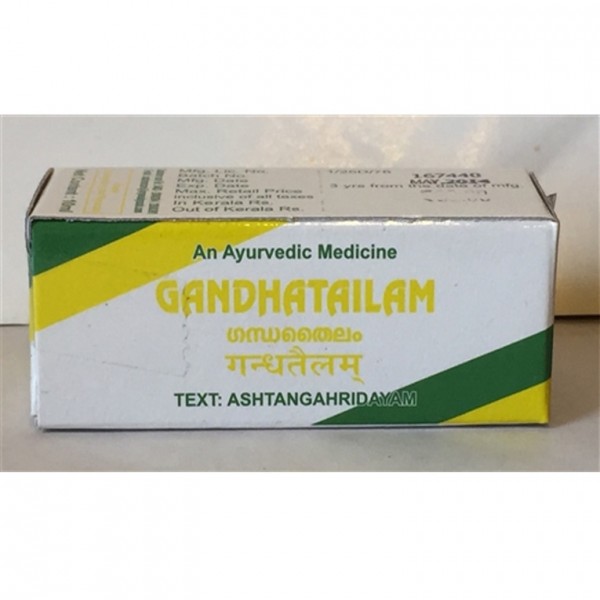 Mfg. Lic. No.
Batch No. 167440
Mfg. Date MAY.2014
Exp. Date 3 yrs from the date of mfg.
Max. Retail Price
inclusive of all taxes
In Kerala Rs.
Out of Kerala Rs.
An Ayurvedic Medicine
GANDHATAILAM
ഗന്ധതൈലം
गन्धतैलम्
TEXT: ASHTANGAHRIDAYAM